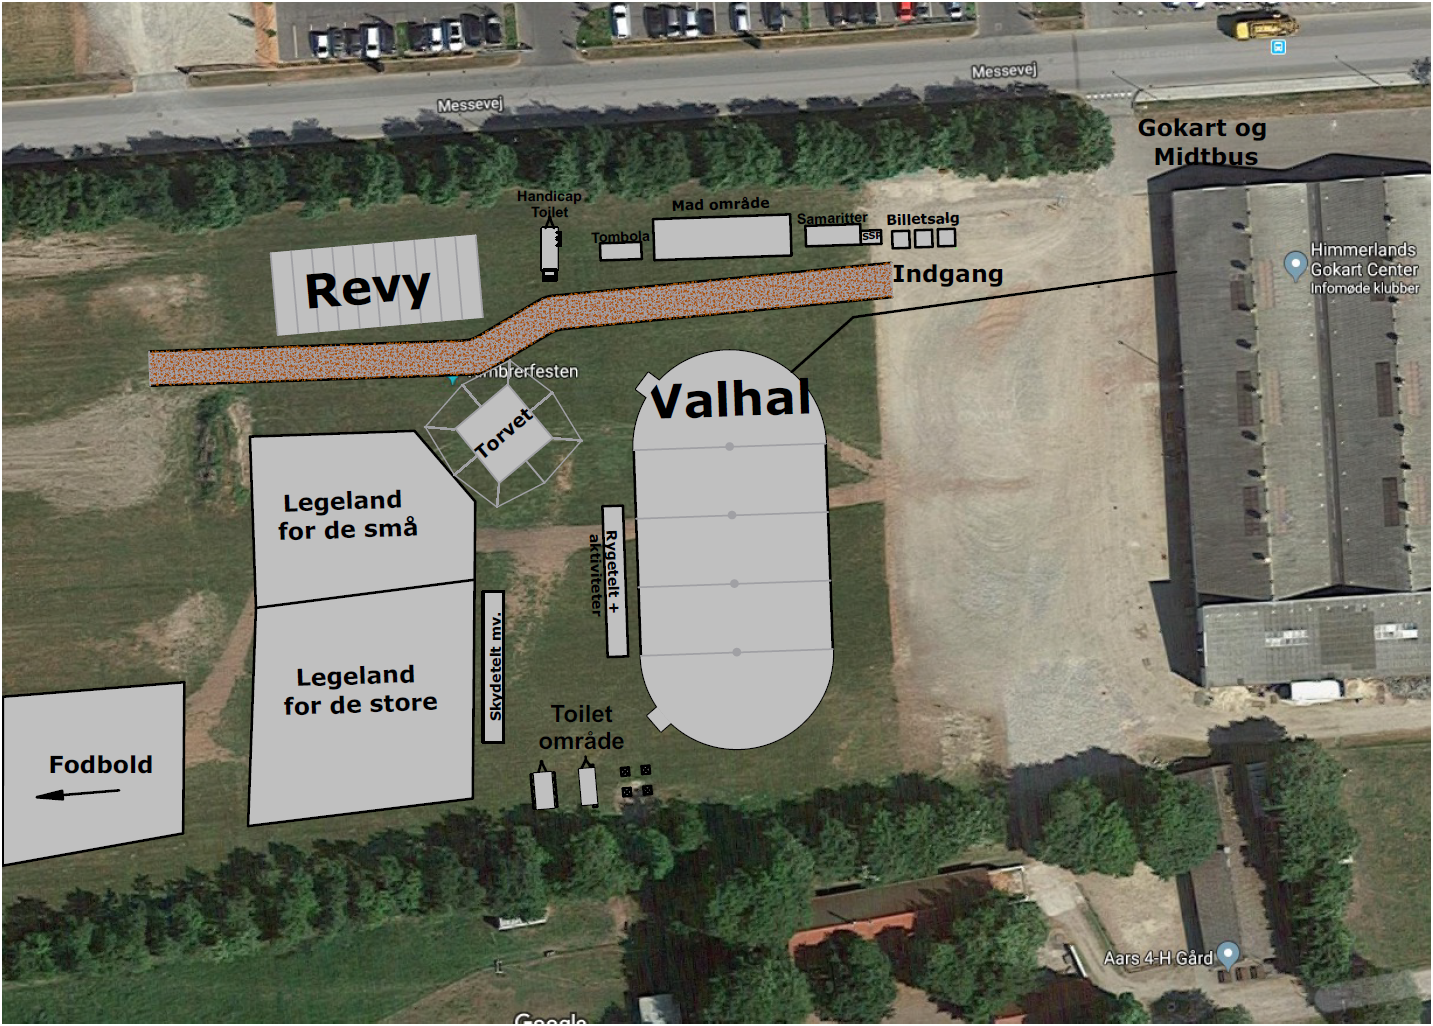 Messevej
Messevej
Gokart og
Midtbus
Handicap
Toilet
Mad område
Tombola
Samaritter
SSP
Billetsalg
Revy
Indgang
Himmerlands
Gokart Center
Infomøde klubber
mbrerfesten
Valhal
Torvet
Legeland
for de små
Rygetelt +
aktiviteter
Legeland
for de store
Skydetelt mv.
Toilet
område
Fodbold
Aars 4-H Gård
Google